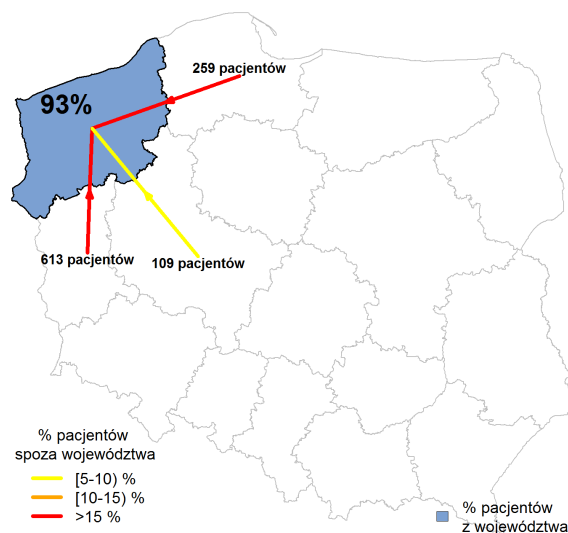 259 pacjentów
93%
613 pacjentów
109 pacjentów
% pacjentów
spoza województwa
[5-10) %
[10-15) %
>15 %
% pacjentów
z województwa